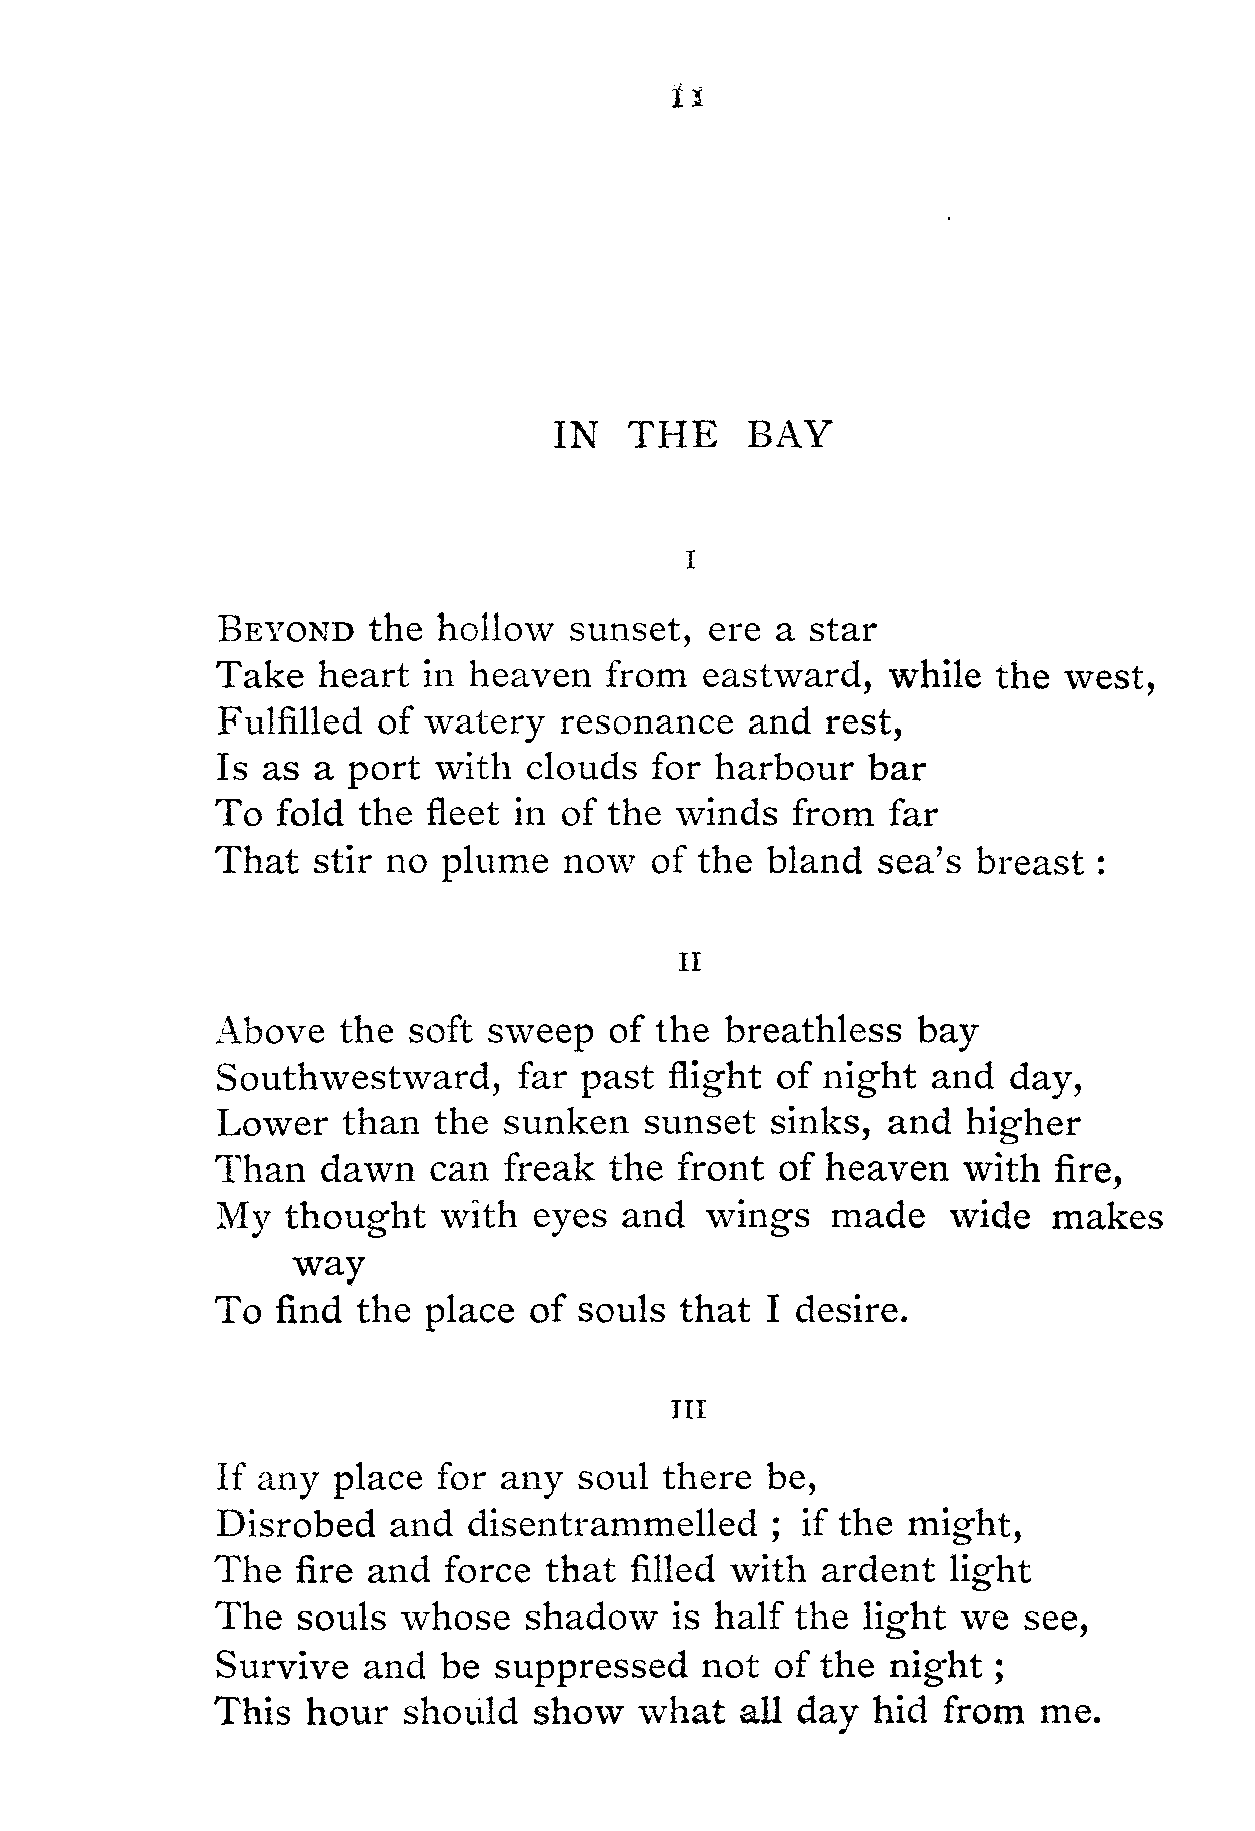 11
IN THE BAY
I
BEYOND the hollow sunset, ere a star
Take heart in heaven from eastward, while the west,
Fulfilled of watery resonance and rest,
Is as a port with clouds for harbour bar
To fold the fleet in of the winds from far
That stir no plume now of the bland sea's breast :
II
Above the soft sweep of the breathless bay
Southwestward, far past flight of night and day,
Lower than the sunken sunset sinks, and higher
Than dawn can freak the front of heaven with fire,
My thought with eyes and wings made wide makes
way
To find the place of souls that I desire.
III
If any place for any soul there be,
Disrobed and disentrammelled ; if the might,
The fire and force that filled with ardent light
The souls whose shadow is half the light we see,
Survive and be suppressed not of the night ;
This hour should show what all day hid from me.